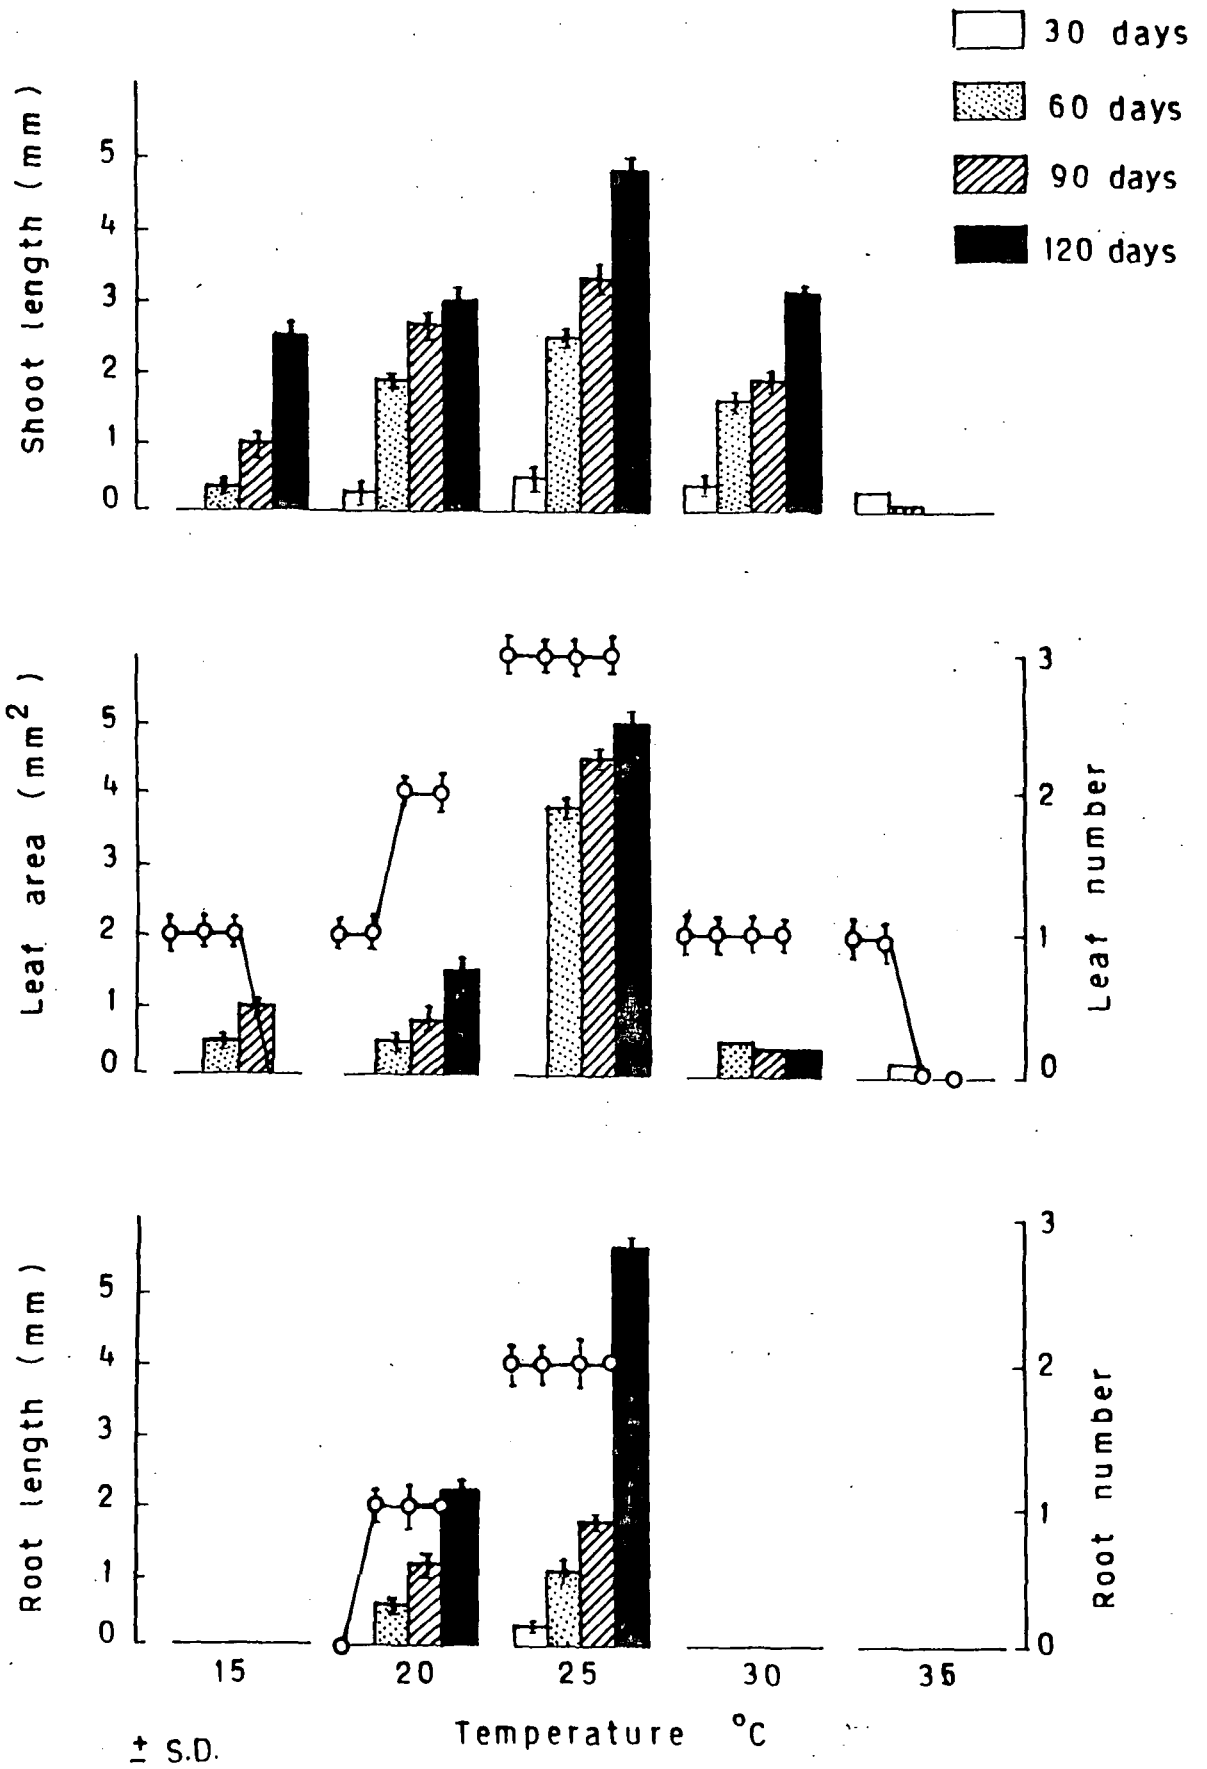 30 days
60 days
90 days
120 days
Shoot length (mm)
5
4
3
2
1
0
Leaf area (mm2)
5
4
3
2
1
0
Leaf number
3
2
1
0
Root length (mm)
5
4
3
2
1
0
Root number
3
2
1
0
15 20 25 30 35
Temperature °C
± S.D.